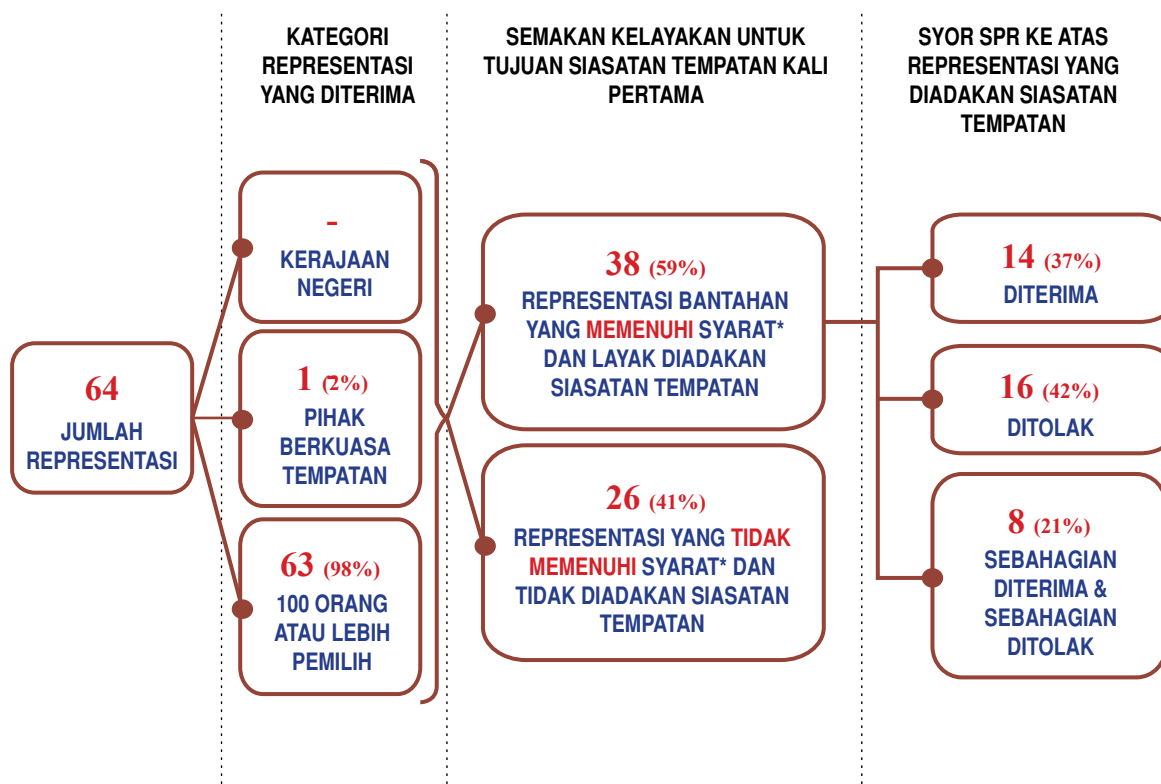 KATEGORI
REPRESENTASI
YANG DITERIMA
SEMAKAN KELAYAKAN UNTUK
TUJUAN SIASATAN TEMPATAN KALI
PERTAMA
SYOR SPR KE ATAS
REPRESENTASI YANG
DIADAKAN SIASATAN
TEMPATAN
64
JUMLAH
REPRESENTASI
-
KERAJAAN
NEGERI
1 (2%)
PIHAK
BERKUASA
TEMPATAN
63 (98%)
100 ORANG
ATAU LEBIH
PEMILIH
38 (59%)
REPRESENTASI BANTAHAN
YANG MEMENUHI SYARAT*
DAN LAYAK DIADAKAN
SIASATAN TEMPATAN
26 (41%)
REPRESENTASI YANG TIDAK
MEMENUHI SYARAT* DAN
TIDAK DIADAKAN SIASATAN
TEMPATAN
14 (37%)
DITERIMA
16 (42%)
DITOLAK
8 (21%)
SEBAHAGIAN
DITERIMA &
SEBAHAGIAN
DITOLAK